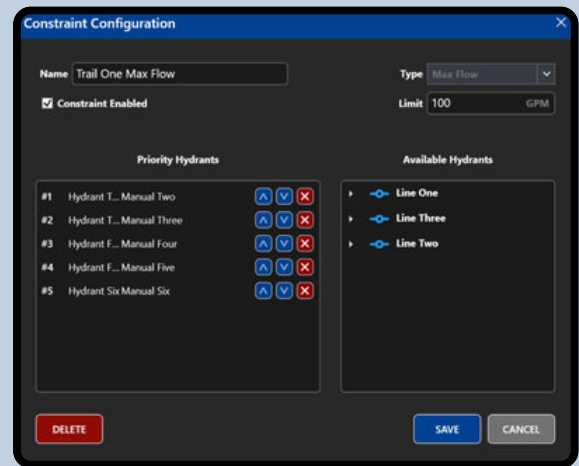 Constraint Configuration
Name Trail One Max Flow
Type Max Flow
Constraint Enabled
Limit 100 GPM
Priority Hydrants
#1 Hydrant T... Manual Two
#2 Hydrant T... Manual Three
#3 Hydrant F... Manual Four
#4 Hydrant F... Manual Five
#5 Hydrant Six Manual Six
Available Hydrants
Line One
Line Three
Line Two
DELETE
SAVE
CANCEL